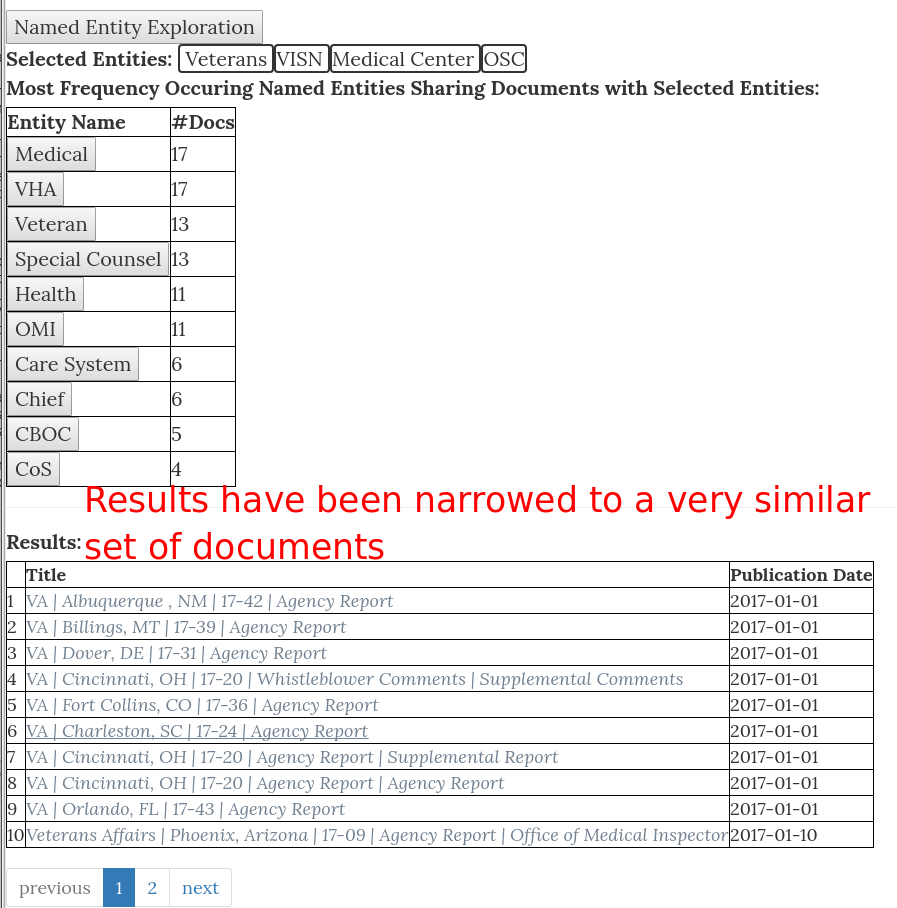 Named Entity Exploration
Selected Entities: Veterans VISN Medical Center OSC
Most Frequency Occuring Named Entities Sharing Documents with Selected Entities:
Entity Name #Docs
Medical 17
VHA 17
Veteran 13
Special Counsel 13
Health 11
OMI 11
Care System 6
Chief 6
CBOC 5
CoS 4
Results have been narrowed to a very similar
set of documents
Results:
Title Publication Date
1 VA | Albuquerque , NM | 17-42 | Agency Report 2017-01-01
2 VA | Billings, MT | 17-39 | Agency Report 2017-01-01
3 VA | Dover, DE | 17-31 | Agency Report 2017-01-01
4 VA | Cincinnati, OH | 17-20 | Whistleblower Comments | Supplemental Comments 2017-01-01
5 VA | Fort Collins, CO | 17-36 | Agency Report 2017-01-01
6 VA | Charleston, SC | 17-24 | Agency Report 2017-01-01
7 VA | Cincinnati, OH | 17-20 | Agency Report | Supplemental Report 2017-01-01
8 VA | Cincinnati, OH | 17-20 | Agency Report | Agency Report 2017-01-01
9 VA | Orlando, FL | 17-43 | Agency Report 2017-01-01
10 Veterans Affairs | Phoenix, Arizona | 17-09 | Agency Report | Office of Medical Inspector 2017-01-10
previous 1 2 next